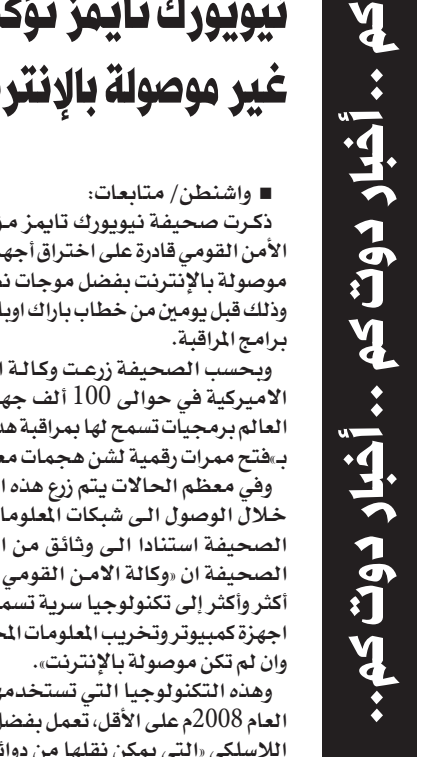 نيويورك تايمز تؤك
غير موصولة بالإنتر
■ واشنطن/ متابعات:
ذكرت صحيفة نيويورك تايمز مؤ
الأمن القومي قادرة على اختراق أجه
موصولة بالإنترنت بفضل موجات
وذلك قبل يومين من خطاب باراك اوبا
برامج المراقبة.
وبحسب الصحيفة زرعت وكالة ا
الاميركية في حوالى 100 ألف جه
العالم برمجيات تسمح لها بمراقبة هذ
بـ»فتح ممرات رقمية لشن هجمات مع
وفي معظم الحالات يتم زرع هذه ا
خلال الوصول الى شبكات المعلوما
الصحيفة استنادا الى وثائق من ا
الصحيفة ان «وكالة الامن القومي
أكثر وأكثر إلى تكنولوجيا سرية تسم
اجهزة كمبيوتر وتخريب المعلومات المح
وان لم تكن موصولة بالإنترنت».
وهذه التكنولوجيا التي تستخدمه
العام 2008م على الأقل، تعمل بفضل
اللاسلكي «التي يمكن نقلها من دوائ
كم .. أخبار دوت كم .. أخبار دوت كم..